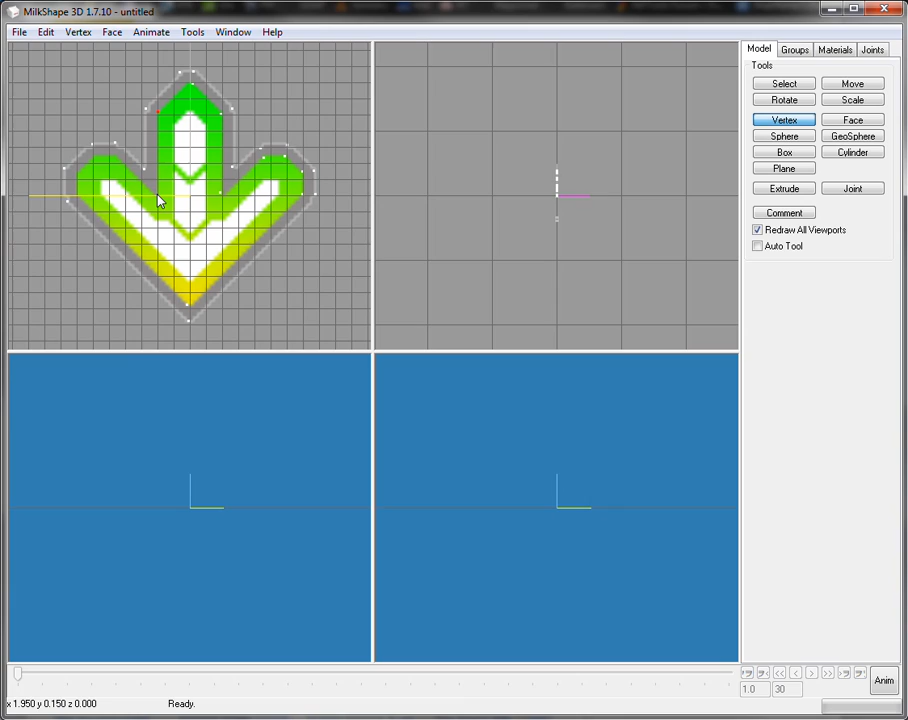 MilkShape 3D 1.7.10 - untitled
File Edit Vertex Face Animate Tools Window Help
Model Groups Materials Joints
Tools
Select Move
Rotate Scale
Vertex Face
Sphere GeoSphere
Box Cylinder
Plane
Extrude Joint
Comment
Redraw All Viewports
Auto Tool
1.0 30 Anim
x 1.950 y 0.150 z 0.000 Ready.